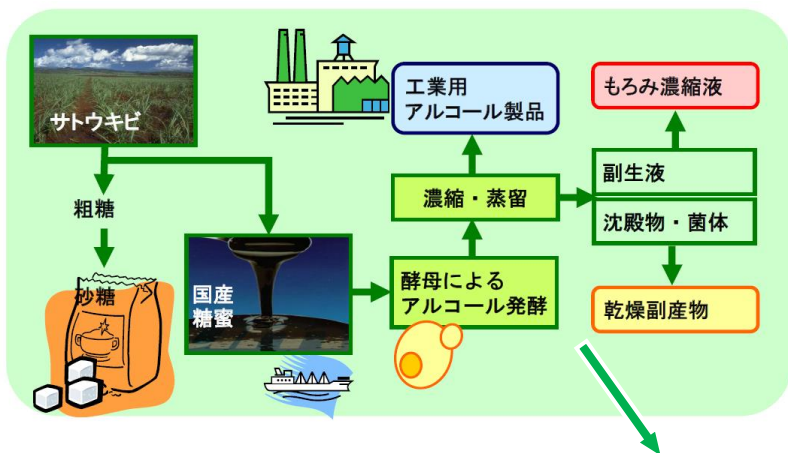 サトウキビ
粗糖
砂糖
国産
糖蜜
酵母による
アルコール発酵
濃縮・蒸留
工業用
アルコール製品
副生液
沈殿物・菌体
もろみ濃縮液
乾燥副産物